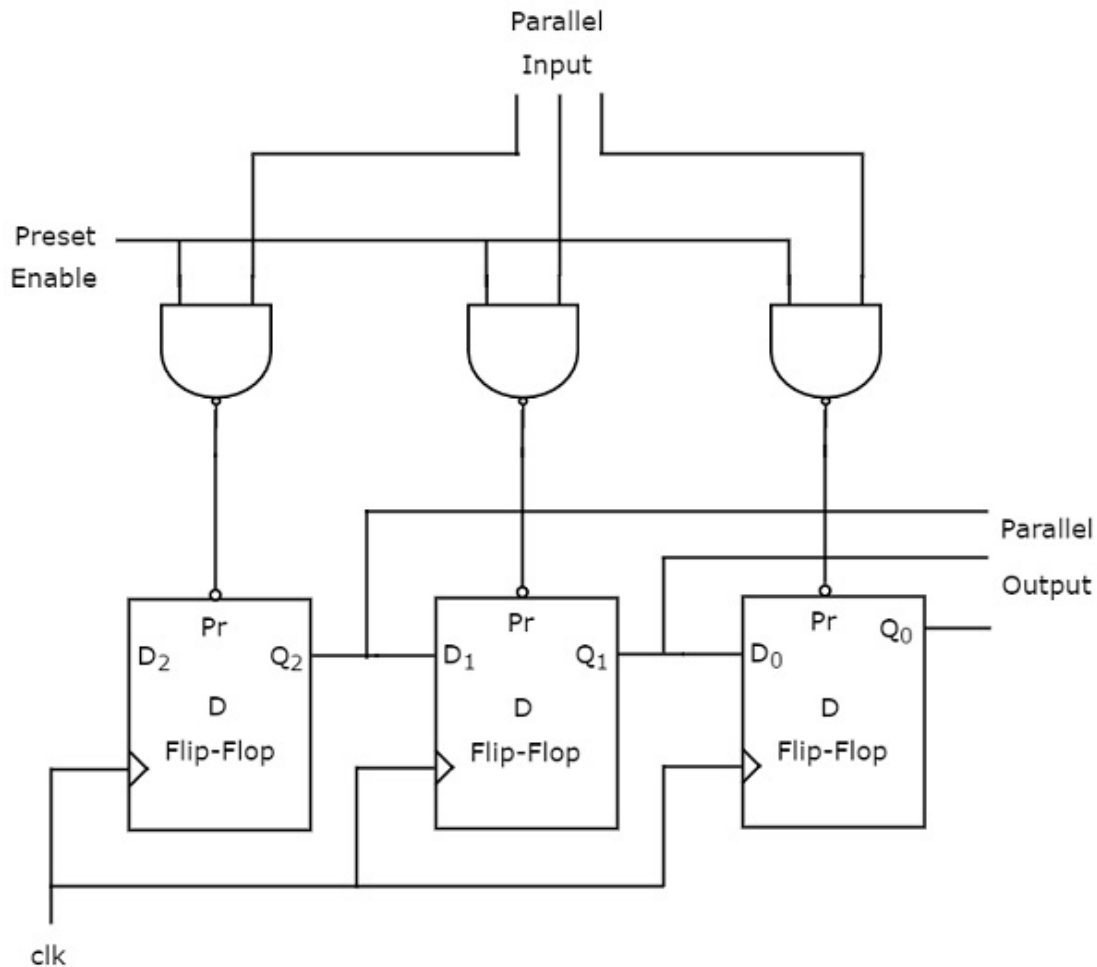 Parallel
Input
Preset
Enable
Parallel
Output
Pr
Pr
Pr
D₂
Q₂
D₁
Q₁
D₀
Q₀
D
Flip-Flop
D
Flip-Flop
D
Flip-Flop
clk